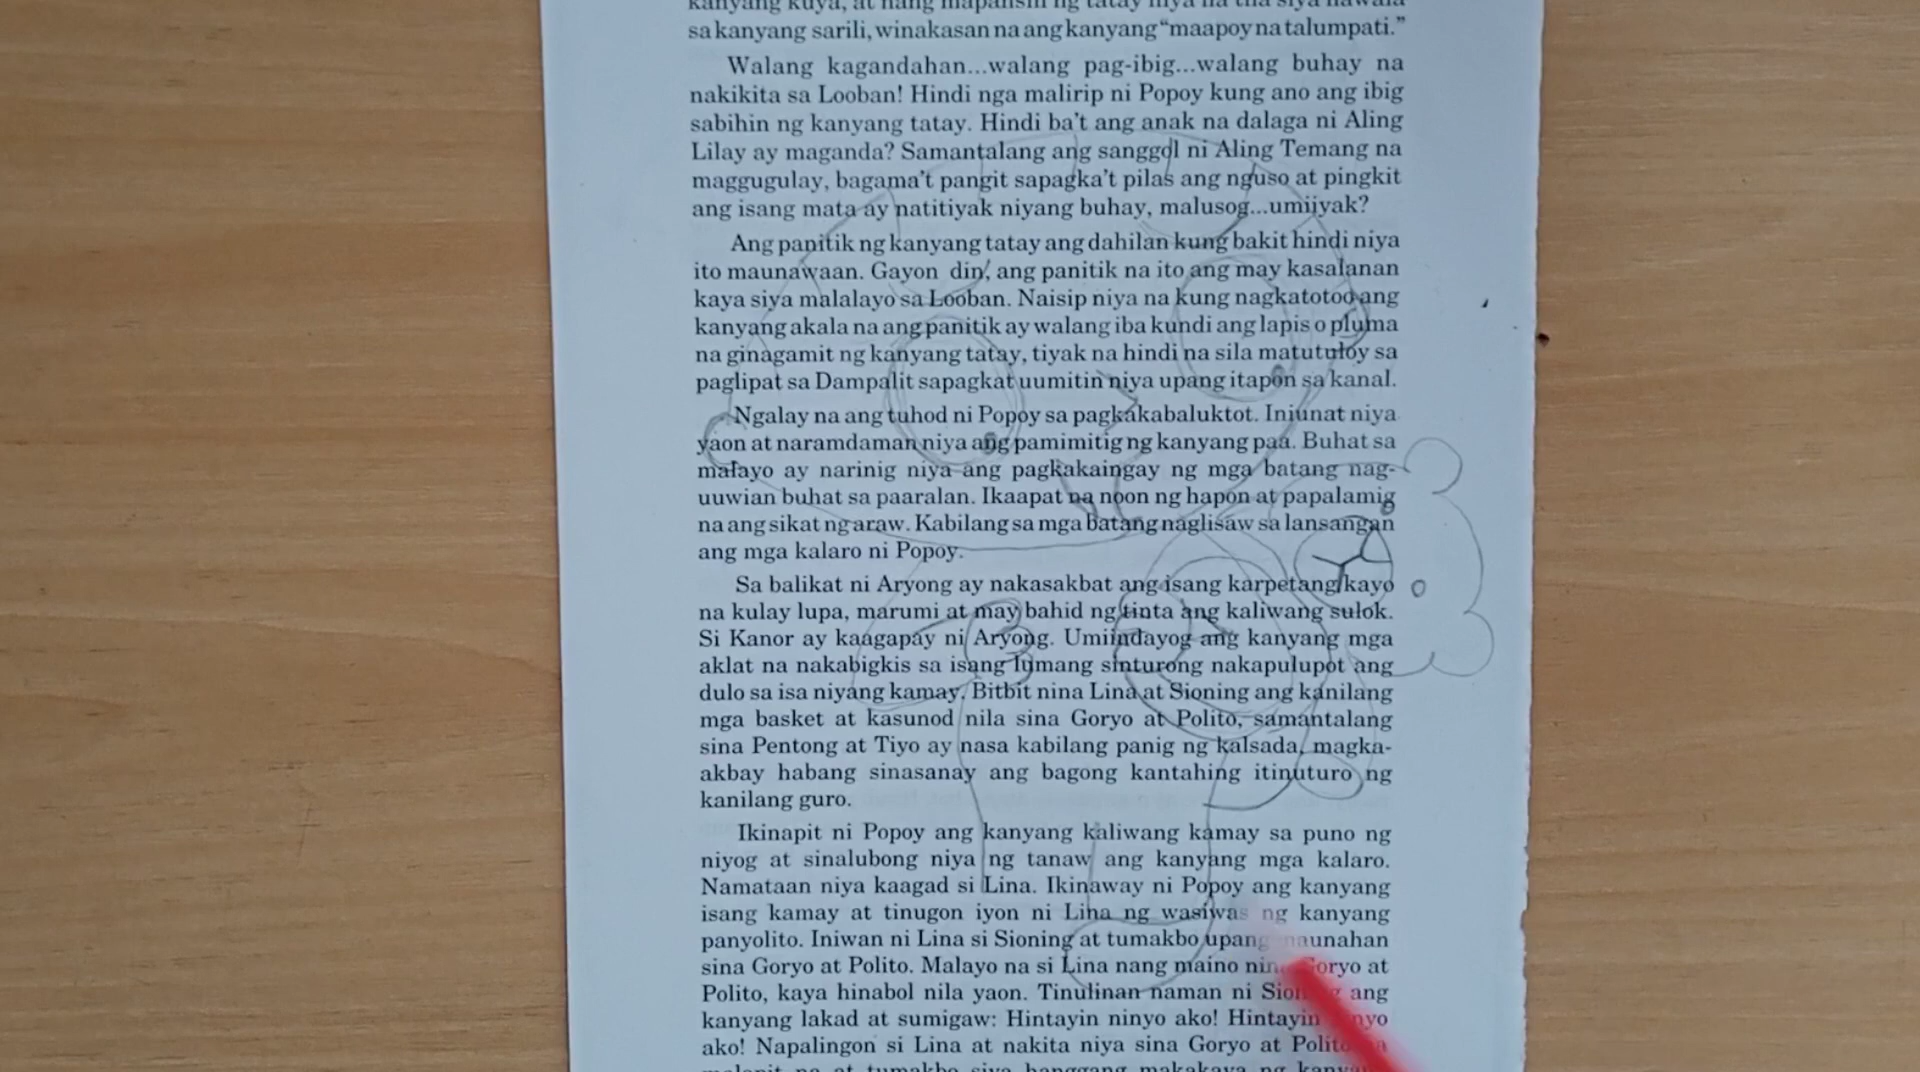 kanyang kuya, at nang mapansin ng tatay niya na tila siya nawala
sa kanyang sarili, winakasan na ang kanyang “maapoy na talumpati.”
Walang kagandahan...walang pag-ibig...walang buhay na
nakikita sa Looban! Hindi nga malirip ni Popoy kung ano ang ibig
sabihin ng kanyang tatay. Hindi ba’t ang anak na dalaga ni Aling
Lilay ay maganda? Samantalang ang sanggol ni Aling Temang na
maggugulay, bagama’t pangit sapagka’t pilas ang nguso at pingkit
ang isang mata ay natitiyak niyang buhay, malusog...umiiyak?
Ang panitik ng kanyang tatay ang dahilan kung bakit hindi niya
ito maunawaan. Gayon din, ang panitik na ito ang may kasalanan
kaya siya malalayo sa Looban. Naisip niya na kung nagkatotoo ang
kanyang akala na ang panitik ay walang iba kundi ang lapis o pluma
na ginagamit ng kanyang tatay, tiyak na hindi na sila matutuloy sa
paglipat sa Dampalit sapagkat uumitin niya upang itapon sa kanal.
Ngalay na ang tuhod ni Popoy sa pagkakabaluktot. Iniunat niya
yaon at naramdaman niya ang pamimitig ng kanyang paa. Buhat sa
malayo ay narinig niya ang pagkakaingay ng mga batang nag-
uuwian buhat sa paaralan. Ikaapat na noon ng hapon at papalamig
na ang sikat ng araw. Kabilang sa mga batang naglisaw sa lansangan
ang mga kalaro ni Popoy.
Sa balikat ni Aryong ay nakasakbat ang isang karpetang kayo
na kulay lupa, marumi at may bahid ng tinta ang kaliwang sulok.
Si Kanor ay kaagapay ni Aryong. Umiindayog ang kanyang mga
aklat na nakabigkis sa isang lumang sinturong nakapulupot ang
dulo sa isa niyang kamay. Bitbit nina Lina at Sioning ang kanilang
mga basket at kasunod nila sina Goryo at Polito, samantalang
sina Pentong at Tiyo ay nasa kabilang panig ng kalsada, magka-
akbay habang sinasanay ang bagong kantahing itinuturo ng
kanilang guro.
Ikinapit ni Popoy ang kanyang kaliwang kamay sa puno ng
niyog at sinalubong niya ng tanaw ang kanyang mga kalaro.
Namataan niya kaagad si Lina. Ikinaway ni Popoy ang kanyang
isang kamay at tinugon iyon ni Lina ng wasiwas ng kanyang
panyolito. Iniwan ni Lina si Sioning at tumakbo upang maunahan
sina Goryo at Polito. Malayo na si Lina nang maino nina Goryo at
Polito, kaya hinabol nila yaon. Tinulinan naman ni Sioning ang
kanyang lakad at sumigaw: Hintayin ninyo ako! Hintayin ninyo
ako! Napalingon si Lina at nakita niya sina Goryo at Polito
at tumakbo siya hanggang makakaya ng